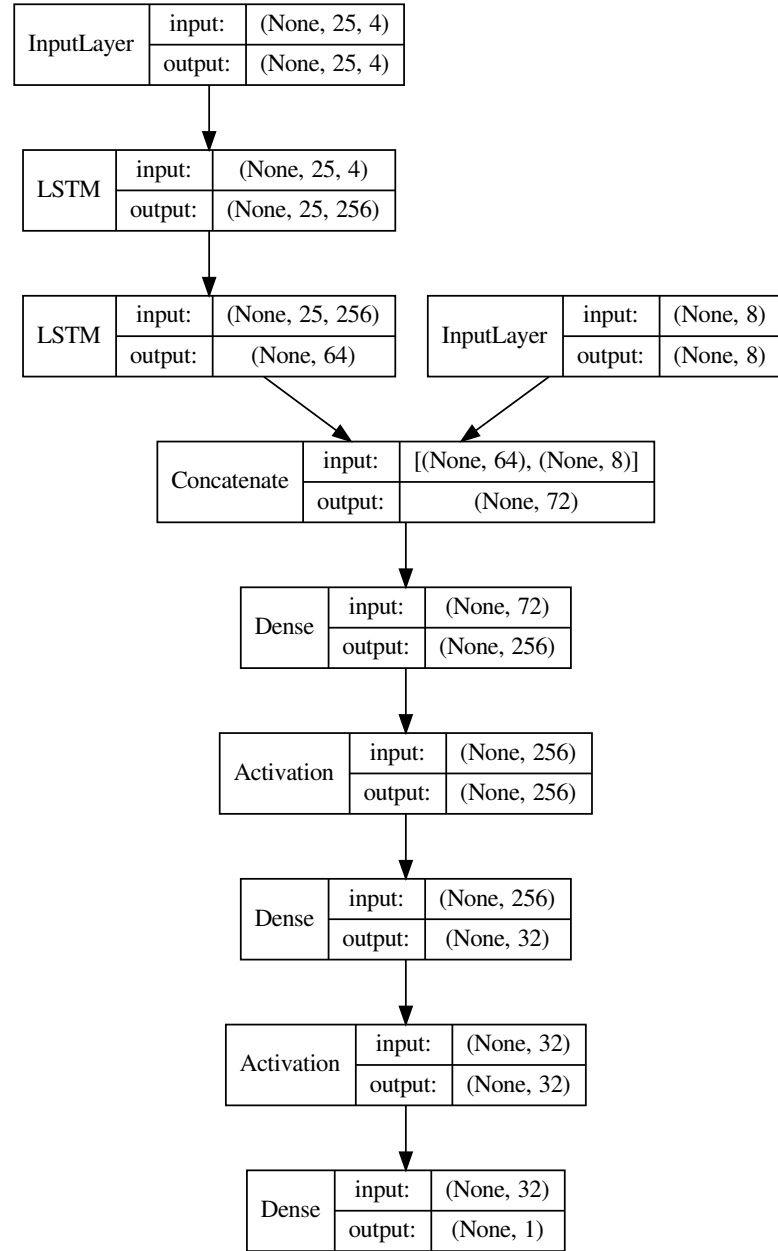 InputLayer
input: (None, 25, 4)
output: (None, 25, 4)
LSTM
input: (None, 25, 4)
output: (None, 25, 256)
LSTM
input: (None, 25, 256)
output: (None, 64)
InputLayer
input: (None, 8)
output: (None, 8)
Concatenate
input: [(None, 64), (None, 8)]
output: (None, 72)
Dense
input: (None, 72)
output: (None, 256)
Activation
input: (None, 256)
output: (None, 256)
Dense
input: (None, 256)
output: (None, 32)
Activation
input: (None, 32)
output: (None, 32)
Dense
input: (None, 32)
output: (None, 1)